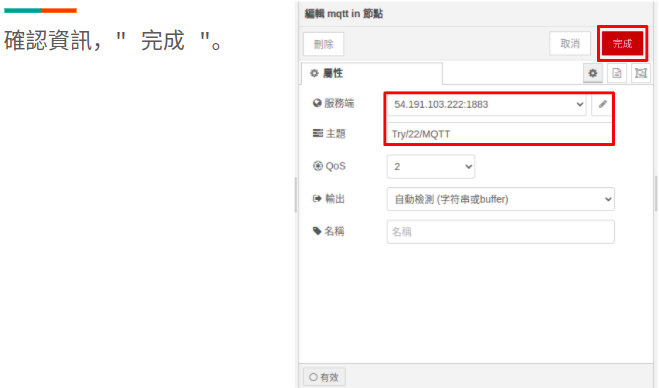 確認資訊，" 完成 "。
編輯 mqtt in 節點
刪除
取消
完成
屬性
服務端
54.191.103.222:1883
主題
Try/22/MQTT
QoS
2
輸出
自動檢測 (字符串或buffer)
名稱
名稱
有效